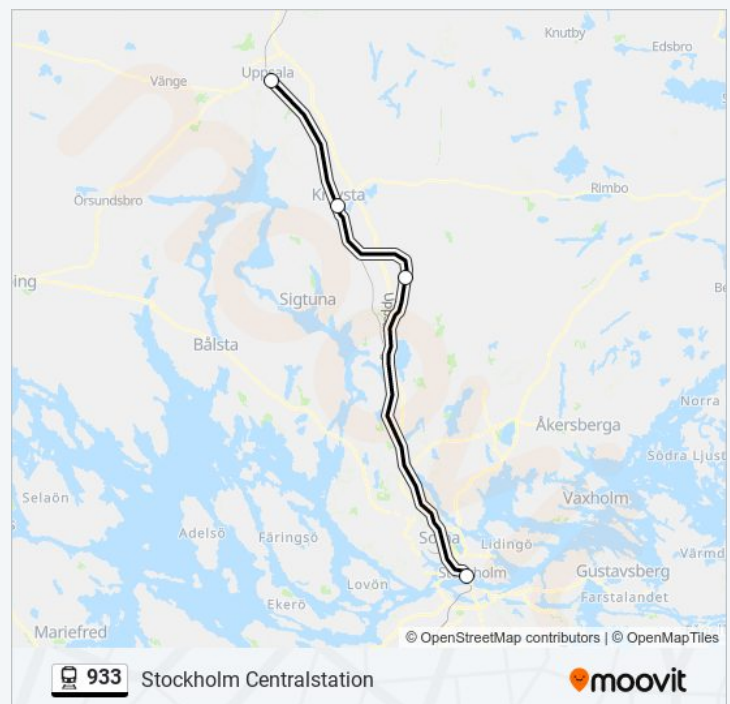 Knutby
Edsbro
Uppsala
Vänge
Rimbo
Örsundsbro
ing
Sigtuna
Bålsta
Norra
Åkersberga
Södra Ljust
Selaön
Vaxholm
Adelsö
Färingsö
Lidingö
Värmd
Gustavsberg
Lovön
Farstalandet
Ekerö
Mariefred
© OpenStreetMap contributors | © OpenMapTiles
933 Stockholm Centralstation
moovit